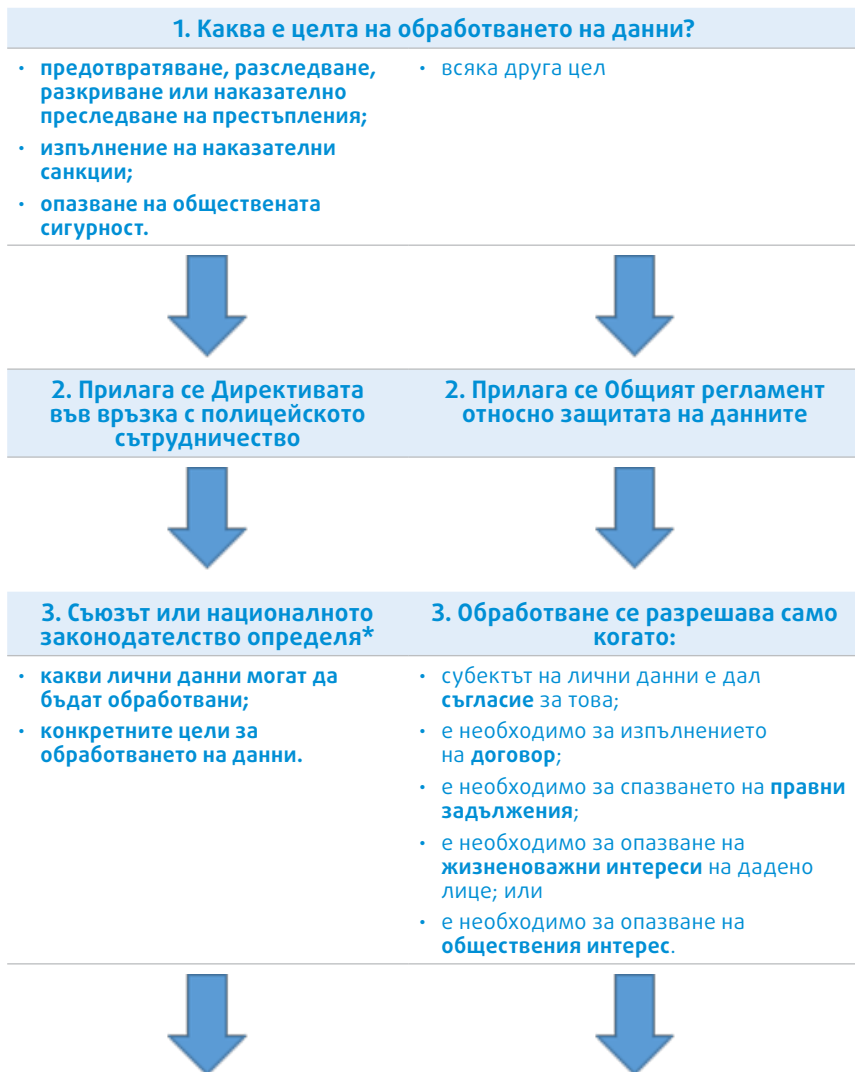 1. Каква е целта на обработването на данни?
• предотвратяване, разследване,
разкриване или наказателно
преследване на престъпления;
• изпълнение на наказателни
санкции;
• опазване на обществената
сигурност.
• всяка друга цел
2. Прилага се Директивата
във връзка с полицейското
сътрудничество
2. Прилага се Общият регламент
относно защитата на данните
3. Съюзът или националното
законодателство определя*
• какви лични данни могат да
бъдат обработвани;
• конкретните цели за
обработването на данни.
3. Обработване се разрешава само
когато:
• субектът на лични данни е дал
съгласие за това;
• е необходимо за изпълнението
на договор;
• е необходимо за спазването на правни
задължения;
• е необходимо за опазване на
жизненоважни интереси на дадено
лице; или
• е необходимо за опазване на
обществения интерес.